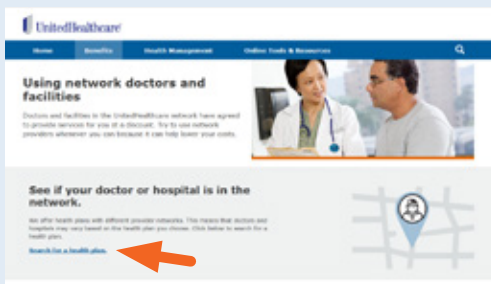 UnitedHealthcare
Home Benefits Health Management Online Tools & Resources
Using network doctors and
facilities
Doctors and facilities in the UnitedHealthcare network have agreed
to provide services for you at a discount. Try to use network
providers whenever you can because it can help lower your costs.
See if your doctor or hospital is in the
network.
We offer health plans with different provider networks. This means that doctors and
hospitals may vary based on the health plan you choose. Click below to search for a
health plan.
Search for a health plan.